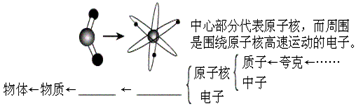 中心部分代表原子核，而周围
是围绕原子核高速运动的电子。
质子←夸克←……
原子核
中子
物体←物质←______ ← ______
电子